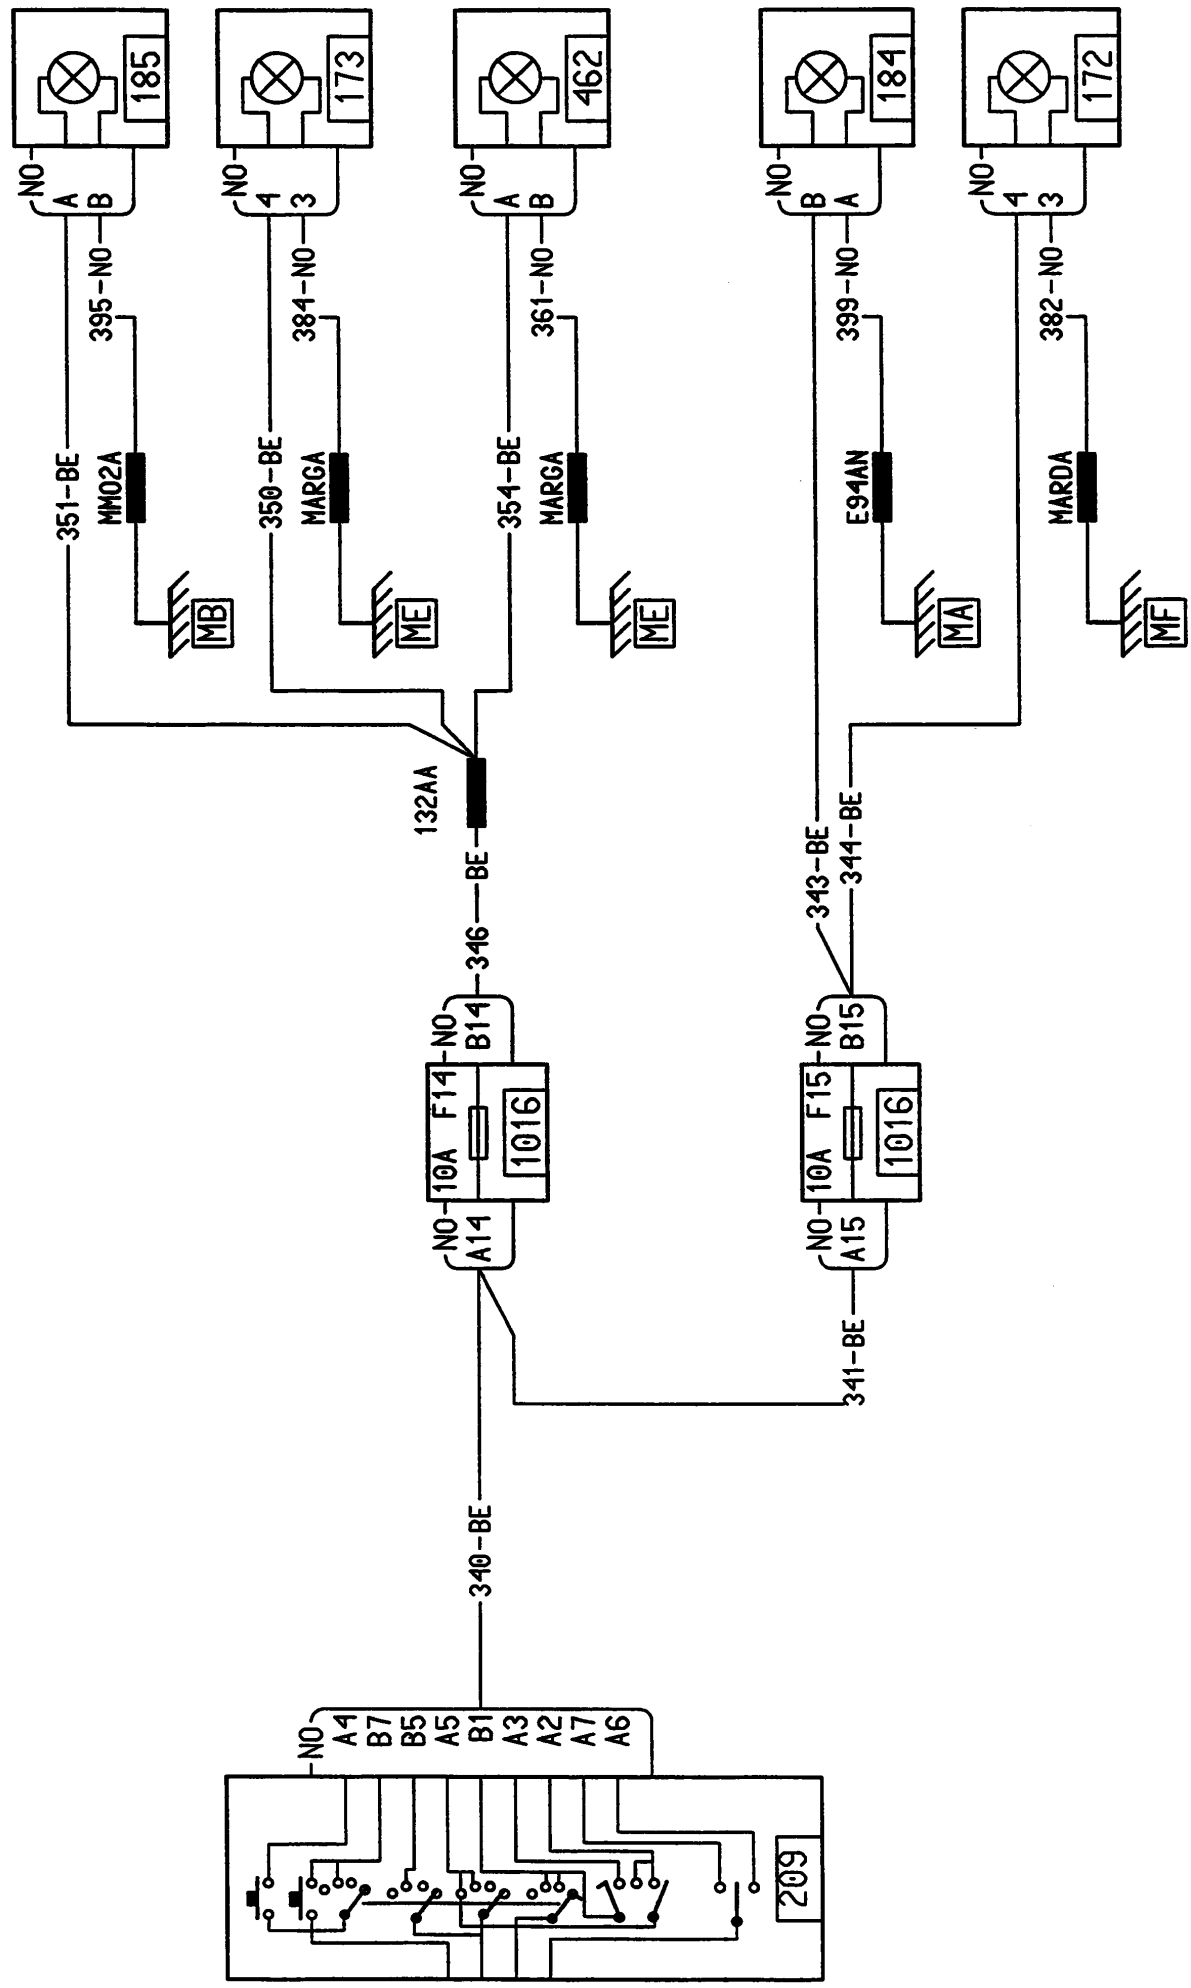 185
173
462
184
172
NO
A
B
NO
4
3
NO
A
B
NO
B
A
NO
4
3
395-NO
384-NO
361-NO
399-NO
382-NO
351-BE
MM02A
350-BE
MARGA
354-BE
MARGA
E94AN
MARDA
MB
ME
ME
MA
MF
132AA
346-BE
343-BE
344-BE
NO
B14
NO
B15
10A F14
1016
10A F15
1016
NO
A14
NO
A15
341-BE
340-BE
NO
A4
B7
B5
A5
B1
A3
A2
A7
A6
209